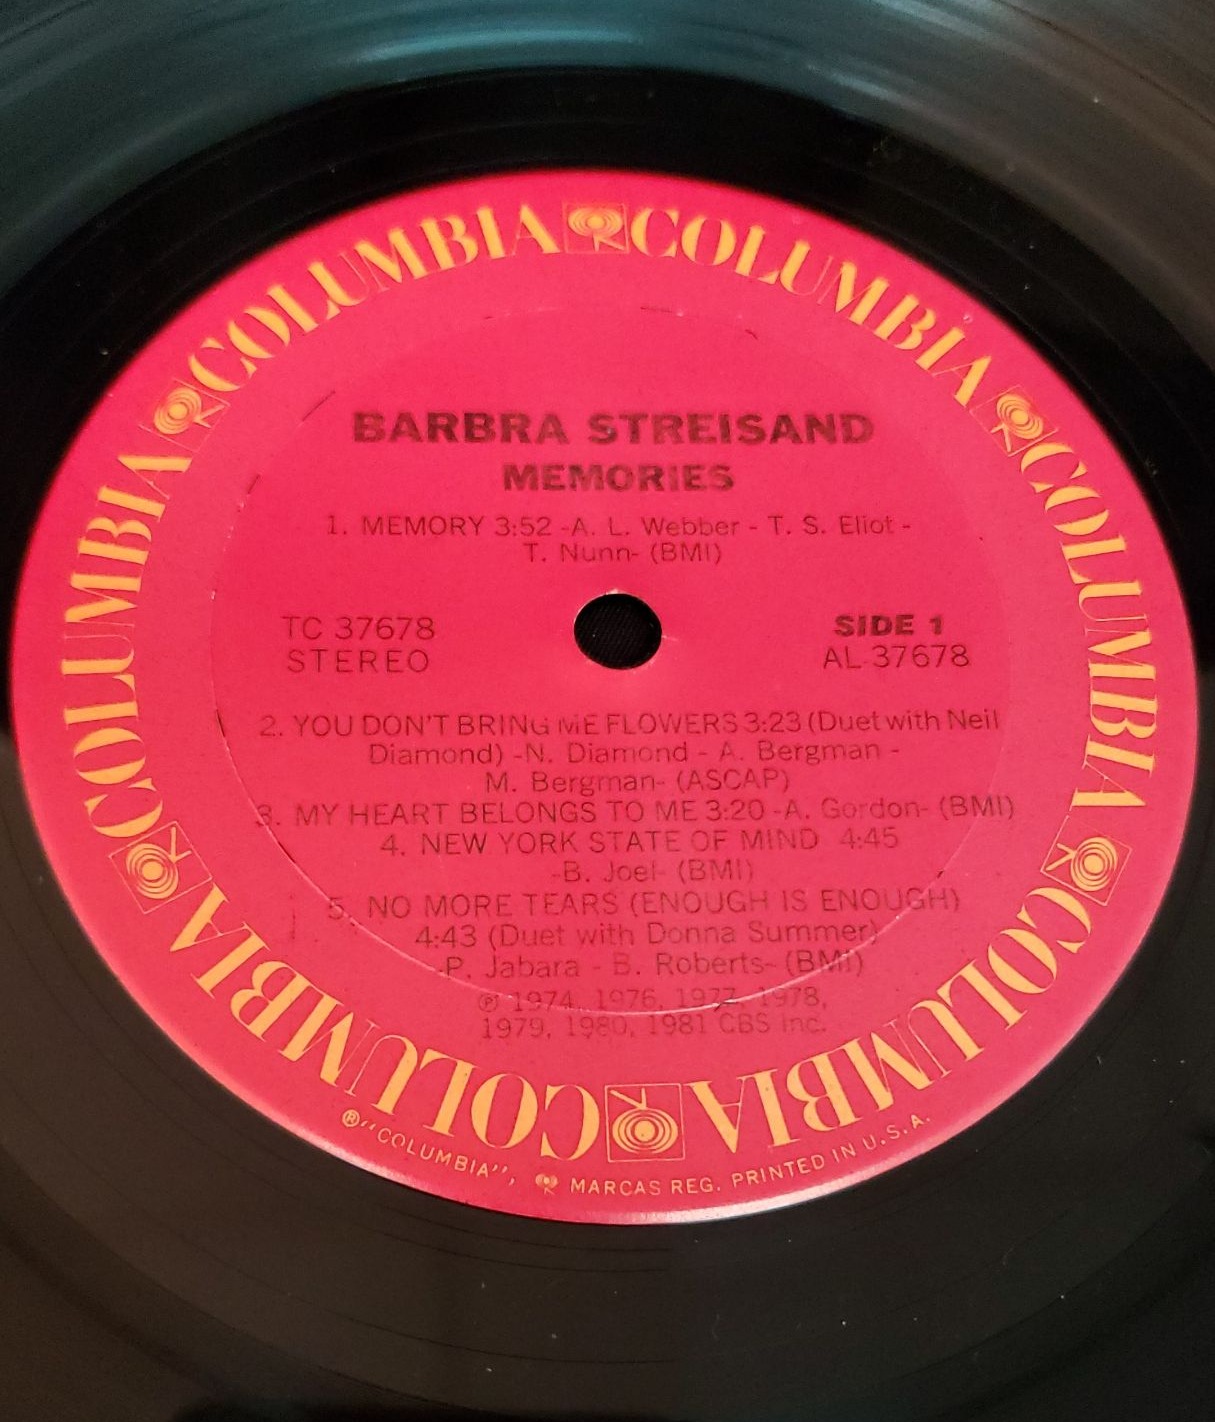 COLUMBIA COLUMBIA COLUMBIA COLUMBIA COLUMBIA COLUMBIA COLUMBIA COLUMBIA
BARBRA STREISAND
MEMORIES
1. MEMORY 3:52 -A. L. Webber - T. S. Eliot -
T. Nunn- (BMI)
TC 37678
STEREO
SIDE 1
AL 37678
2. YOU DON'T BRING ME FLOWERS 3:23 (Duet with Neil
Diamond) -N. Diamond - A. Bergman -
M. Bergman- (ASCAP)
3. MY HEART BELONGS TO ME 3:20 -A. Gordon- (BMI)
4. NEW YORK STATE OF MIND 4:45
-B. Joel- (BMI)
5. NO MORE TEARS (ENOUGH IS ENOUGH)
4:43 (Duet with Donna Summer)
-P. Jabara - B. Roberts- (BMI)
℗ 1974, 1976, 1977, 1978,
1979, 1980, 1981 CBS Inc.
® "COLUMBIA", MARCAS REG. PRINTED IN U.S.A.